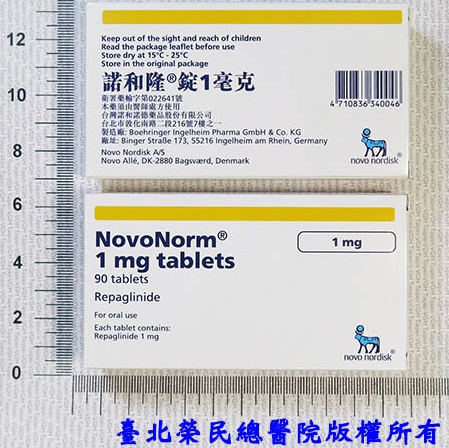 12
10
8
6
4
2
0
Keep out of the sight and reach of children
Read the package leaflet before use
Store dry at 15°C - 25°C
Store in the original package
諾和隆®錠1毫克
衛署藥輸字第022641號
本藥須由醫師處方使用
台灣諾和諾德藥品股份有限公司
台北市敦化南路二段216號7樓之一
製造廠: Boehringer Ingelheim Pharma GmbH & Co. KG
廠址: Binger Straße 173, 55216 Ingelheim am Rhein, Germany
Novo Nordisk A/S
Novo Allé, DK-2880 Bagsværd, Denmark
4 710836 340046
novo nordisk
NovoNorm®
1 mg tablets
1 mg
90 tablets
Repaglinide
For oral use
Each tablet contains:
Repaglinide 1 mg
novo nordisk
臺北榮民總醫院版權所有